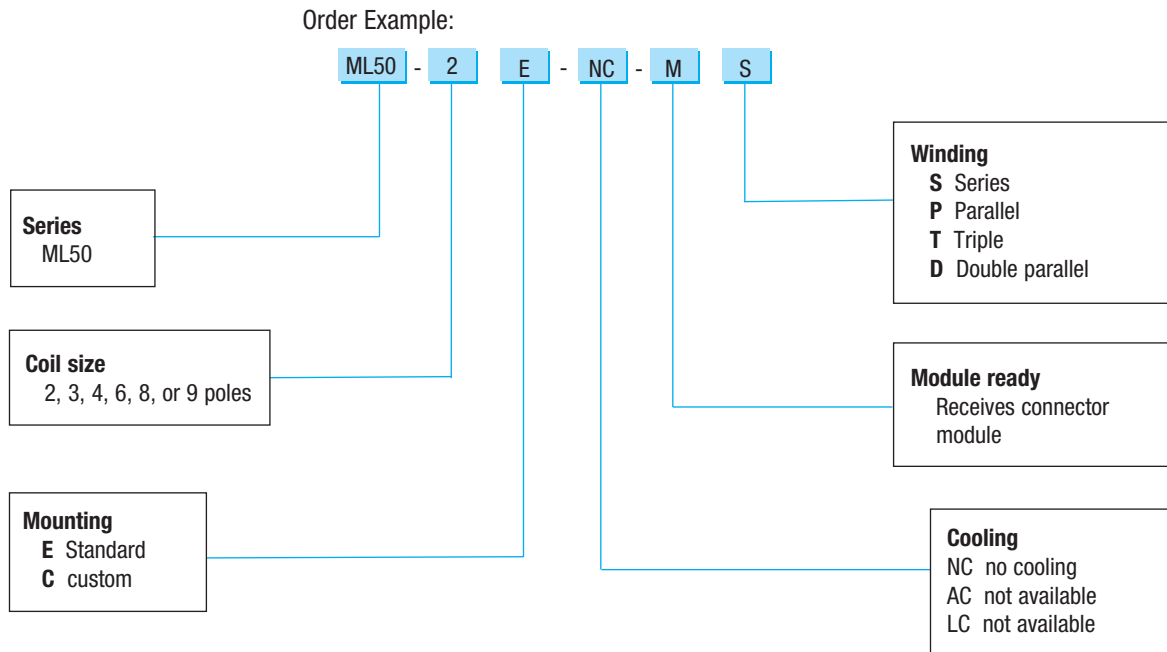 Order Example:
ML50 - 2 E - NC - M S
Series
ML50
Coil size
2, 3, 4, 6, 8, or 9 poles
Mounting
E Standard
C custom
Winding
S Series
P Parallel
T Triple
D Double parallel
Module ready
Receives connector
module
Cooling
NC no cooling
AC not available
LC not available